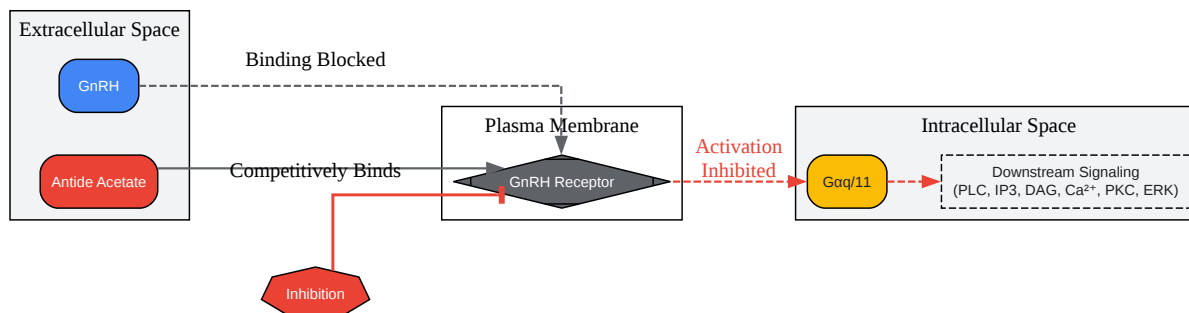 Extracellular Space
GnRH
Binding Blocked
Antide Acetate
Competitively Binds
Plasma Membrane
GnRH Receptor
Activation
Inhibited
Intracellular Space
Gαq/11
Downstream Signaling
(PLC, IP3, DAG, Ca²⁺, PKC, ERK)
Inhibition